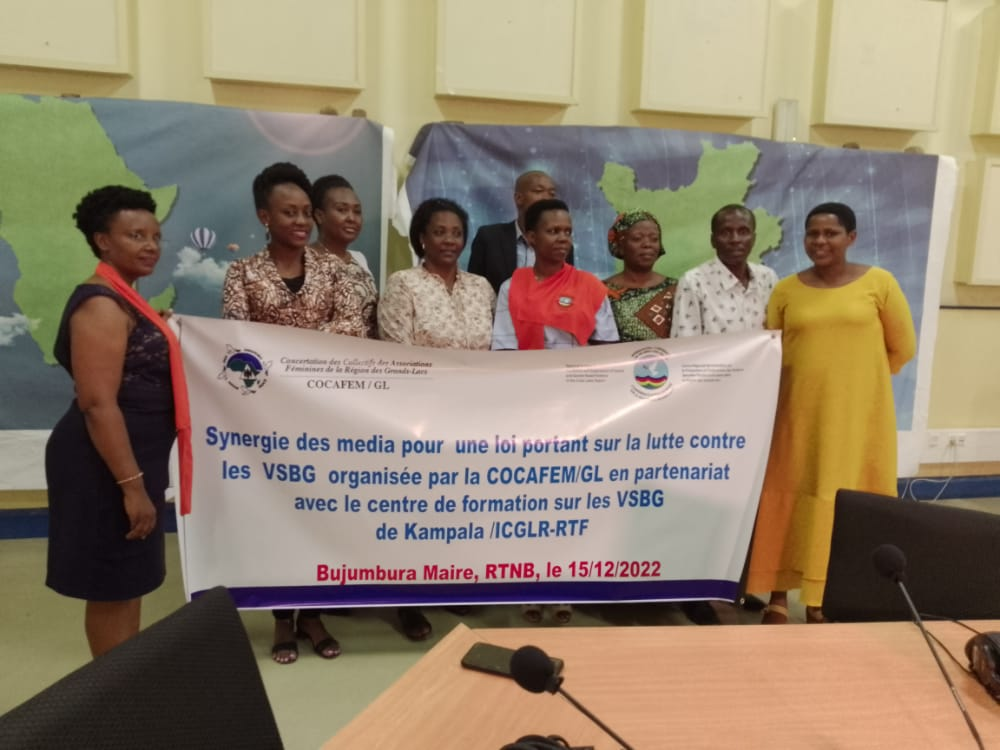 Concertation des Collectifs des Associations
Féminines de la Région des Grands-Lacs
COCAFEM / GL
Synergie des media pour une loi portant sur la lutte contre
les VSBG organisée par la COCAFEM/GL en partenariat
avec le centre de formation sur les VSBG
de Kampala /ICGLR-RTF
Bujumbura Maire, RTNB, le 15/12/2022